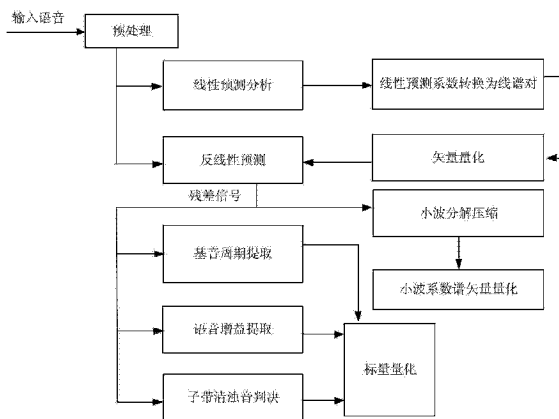 输入语音
预处理
线性预测分析
线性预测系数转换为线谱对
反线性预测
矢量量化
残差信号
小波分解压缩
基音周期提取
小波系数谱矢量量化
语音增益提取
标量量化
子带清浊音判决